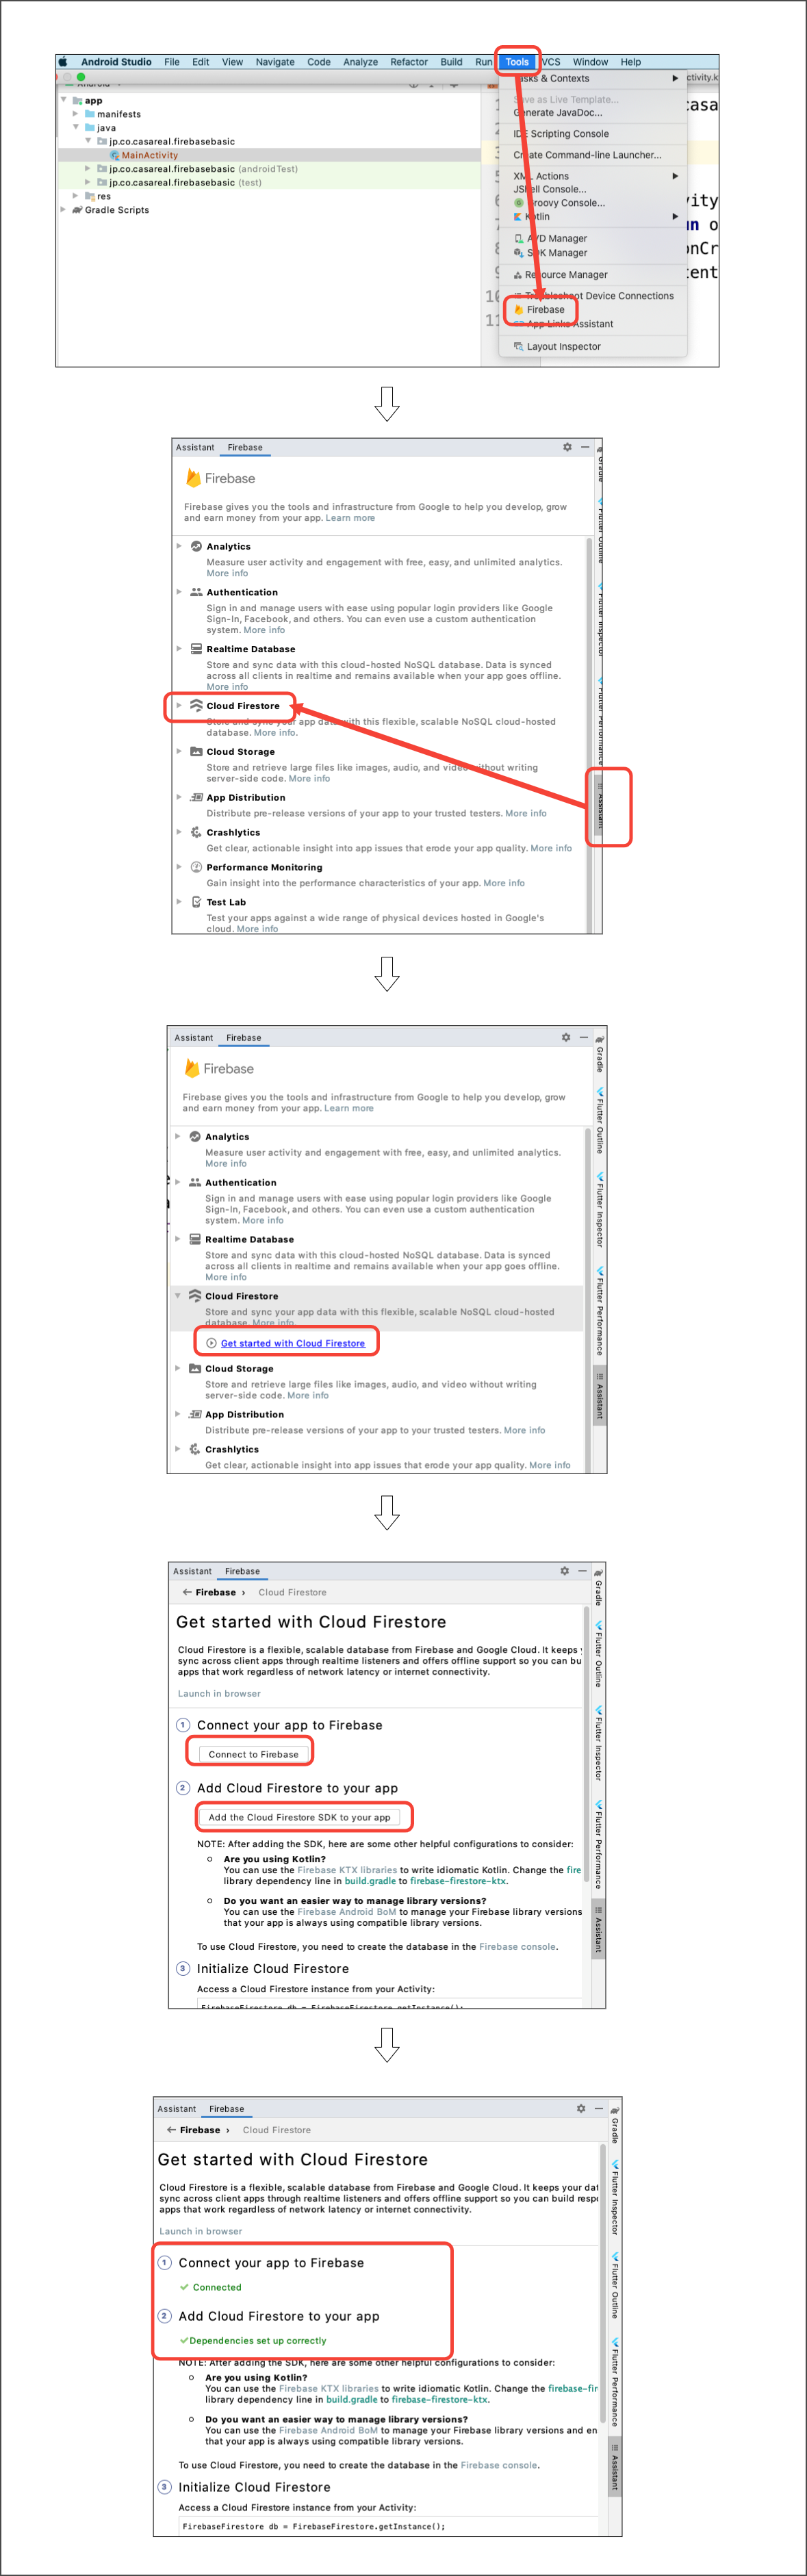 Android Studio File Edit View Navigate Code Analyze Refactor Build Run Tools VCS Window Help
Android
app
manifests
java
jp.co.casareal.firebasebasic
MainActivity
jp.co.casareal.firebasebasic (androidTest)
jp.co.casareal.firebasebasic (test)
res
Gradle Scripts
Tasks & Contexts
Save as Live Template...
Generate JavaDoc...
IDE Scripting Console
Create Command-line Launcher...
XML Actions
JShell Console...
Groovy Console...
Kotlin
AVD Manager
SDK Manager
Resource Manager
Troubleshoot Device Connections
Firebase
App Links Assistant
Layout Inspector
Assistant Firebase
Firebase
Firebase gives you the tools and infrastructure from Google to help you develop, grow
and earn money from your app. Learn more
Analytics
Measure user activity and engagement with free, easy, and unlimited analytics.
More info
Authentication
Sign in and manage users with ease using popular login providers like Google
Sign-In, Facebook, and others. You can even use a custom authentication
system. More info
Realtime Database
Store and sync data with this cloud-hosted NoSQL database. Data is synced
across all clients in realtime and remains available when your app goes offline.
More info
Cloud Firestore
Store and sync your app data with this flexible, scalable NoSQL cloud-hosted
database. More info.
Cloud Storage
Store and retrieve large files like images, audio, and video without writing
server-side code. More info
App Distribution
Distribute pre-release versions of your app to your trusted testers. More info
Crashlytics
Get clear, actionable insight into app issues that erode your app quality. More info
Performance Monitoring
Gain insight into the performance characteristics of your app. More info
Test Lab
Test your apps against a wide range of physical devices hosted in Google's
cloud. More info
Gradle
Flutter Outline
Flutter Inspector
Flutter Performance
Assistant
Assistant Firebase
Firebase
Firebase gives you the tools and infrastructure from Google to help you develop, grow
and earn money from your app. Learn more
Analytics
Measure user activity and engagement with free, easy, and unlimited analytics.
More info
Authentication
Sign in and manage users with ease using popular login providers like Google
Sign-In, Facebook, and others. You can even use a custom authentication
system. More info
Realtime Database
Store and sync data with this cloud-hosted NoSQL database. Data is synced
across all clients in realtime and remains available when your app goes offline.
More info
Cloud Firestore
Store and sync your app data with this flexible, scalable NoSQL cloud-hosted
database. More info.
Get started with Cloud Firestore
Cloud Storage
Store and retrieve large files like images, audio, and video without writing
server-side code. More info
App Distribution
Distribute pre-release versions of your app to your trusted testers. More info
Crashlytics
Get clear, actionable insight into app issues that erode your app quality. More info
Gradle
Flutter Outline
Flutter Inspector
Flutter Performance
Assistant
Assistant Firebase
← Firebase › Cloud Firestore
Get started with Cloud Firestore
Cloud Firestore is a flexible, scalable database from Firebase and Google Cloud. It keeps
sync across client apps through realtime listeners and offers offline support so you can bu
apps that work regardless of network latency or internet connectivity.
Launch in browser
1 Connect your app to Firebase
Connect to Firebase
2 Add Cloud Firestore to your app
Add the Cloud Firestore SDK to your app
NOTE: After adding the SDK, here are some other helpful configurations to consider:
Are you using Kotlin?
You can use the Firebase KTX libraries to write idiomatic Kotlin. Change the fire
library dependency line in build.gradle to firebase-firestore-ktx.
Do you want an easier way to manage library versions?
You can use the Firebase Android BoM to manage your Firebase library versions
that your app is always using compatible library versions.
To use Cloud Firestore, you need to create the database in the Firebase console.
3 Initialize Cloud Firestore
Access a Cloud Firestore instance from your Activity:
FirebaseFirestore db = FirebaseFirestore.getInstance();
Gradle
Flutter Outline
Flutter Inspector
Flutter Performance
Assistant
Assistant Firebase
← Firebase › Cloud Firestore
Get started with Cloud Firestore
Cloud Firestore is a flexible, scalable database from Firebase and Google Cloud. It keeps your dat
sync across client apps through realtime listeners and offers offline support so you can build resp
apps that work regardless of network latency or internet connectivity.
Launch in browser
1 Connect your app to Firebase
Connected
2 Add Cloud Firestore to your app
Dependencies set up correctly
NOTE: After adding the SDK, here are some other helpful configurations to consider:
Are you using Kotlin?
You can use the Firebase KTX libraries to write idiomatic Kotlin. Change the firebase-fir
library dependency line in build.gradle to firebase-firestore-ktx.
Do you want an easier way to manage library versions?
You can use the Firebase Android BoM to manage your Firebase library versions and en
that your app is always using compatible library versions.
To use Cloud Firestore, you need to create the database in the Firebase console.
3 Initialize Cloud Firestore
Access a Cloud Firestore instance from your Activity:
FirebaseFirestore db = FirebaseFirestore.getInstance();
Gradle
Flutter Inspector
Flutter Outline
Flutter Performance
Assistant